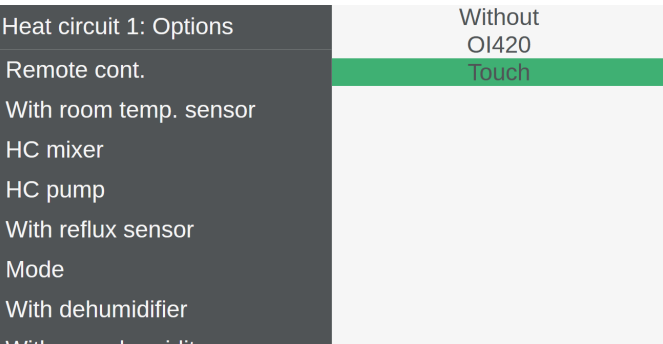 Heat circuit 1: Options
Remote cont.
With room temp. sensor
HC mixer
HC pump
With reflux sensor
Mode
With dehumidifier
Without
OI420
Touch